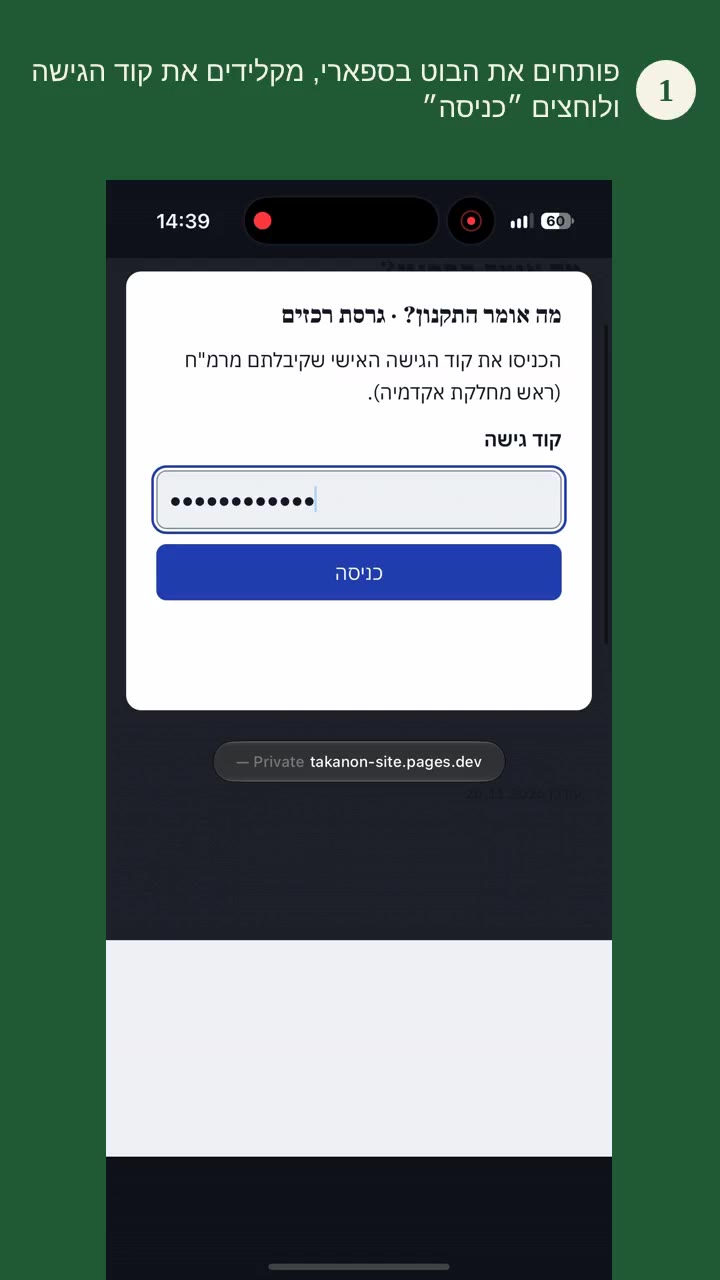 1
פותחים את הבוט בספארי, מקלידים את קוד הגישה
ולוחצים ״כניסה״
14:39
60
מה אומר התקנון? · גרסת רכזים
הכניסו את קוד הגישה האישי שקיבלתם מרמ"ח
(ראש מחלקת אקדמיה).
קוד גישה
••••••••••••
כניסה
takanon-site.pages.dev — Private